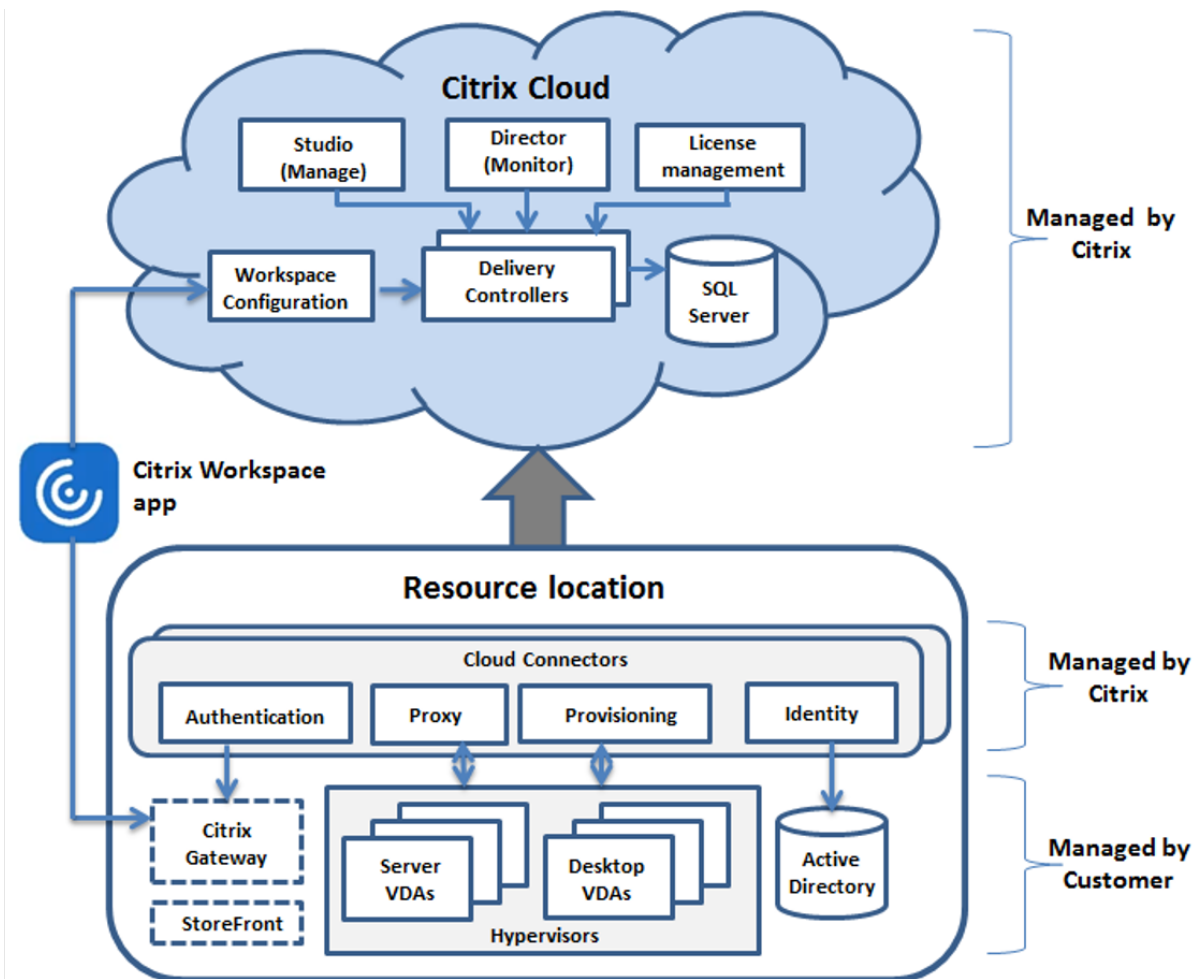 Citrix Cloud
Studio
(Manage)
Director
(Monitor)
License
management
Managed by
Citrix
Workspace
Configuration
Delivery
Controllers
SQL
Server
Citrix Workspace
app
Resource location
Cloud Connectors
Authentication
Proxy
Provisioning
Identity
Managed by
Citrix
Citrix
Gateway
StoreFront
Server
VDAs
Desktop
VDAs
Hypervisors
Active
Directory
Managed by
Customer